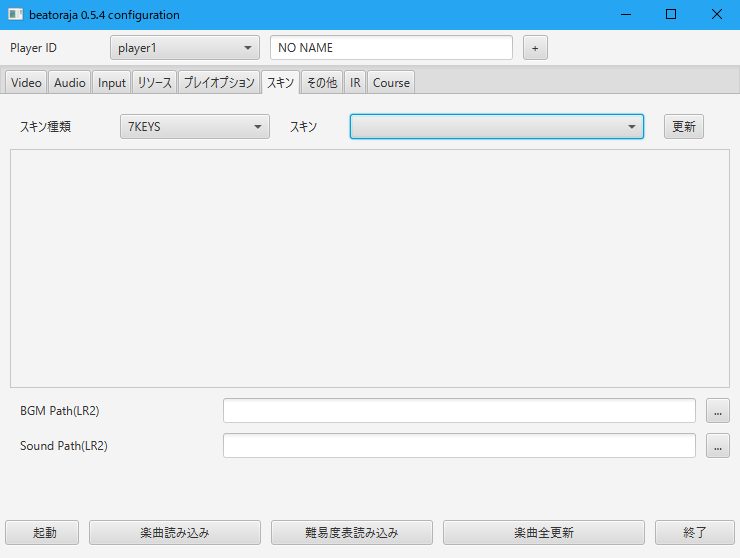 beatoraja 0.5.4 configuration
Player ID player1 NO NAME +
Video Audio Input リソース プレイオプション スキン その他 IR Course
スキン種類 7KEYS スキン 更新
BGM Path(LR2) ...
Sound Path(LR2) ...
起動 楽曲読み込み 難易度表読み込み 楽曲全更新 終了